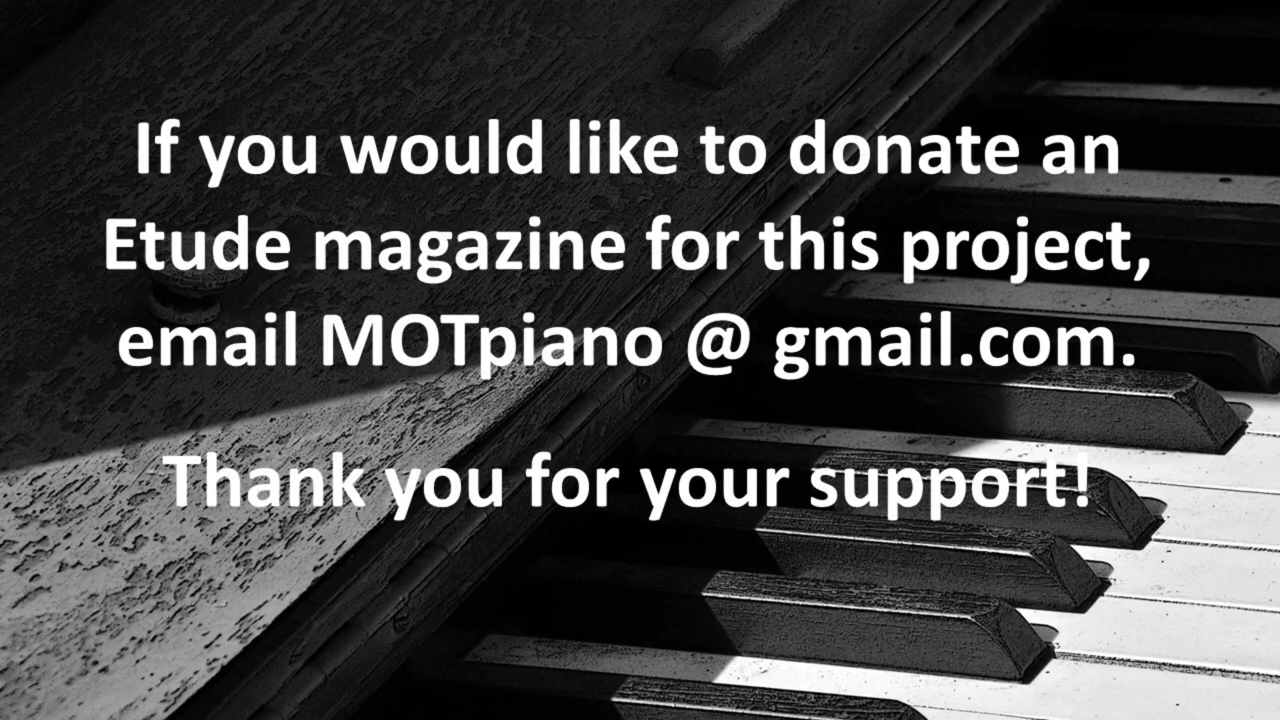 If you would like to donate an
Etude magazine for this project,
email MOTpiano @ gmail.com.
Thank you for your support!